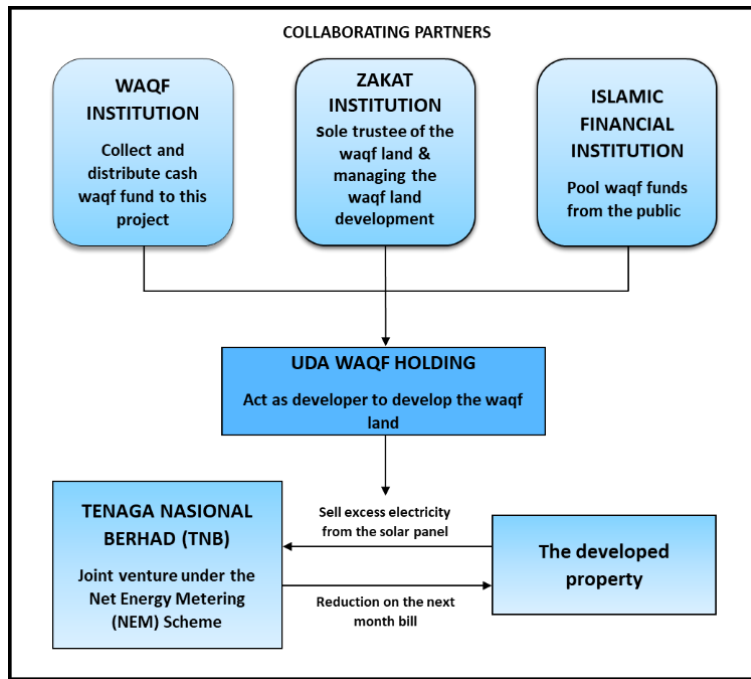 COLLABORATING PARTNERS
WAQF
INSTITUTION
Collect and
distribute cash
waqf fund to this
project
ZAKAT
INSTITUTION
Sole trustee of the
waqf land &
managing the
waqf land
development
ISLAMIC
FINANCIAL
INSTITUTION
Pool waqf funds
from the public
UDA WAQF HOLDING
Act as developer to develop the waqf
land
TENAGA NASIONAL
BERHAD (TNB)
Joint venture under the
Net Energy Metering
(NEM) Scheme
Sell excess electricity
from the solar panel
Reduction on the next
month bill
The developed
property